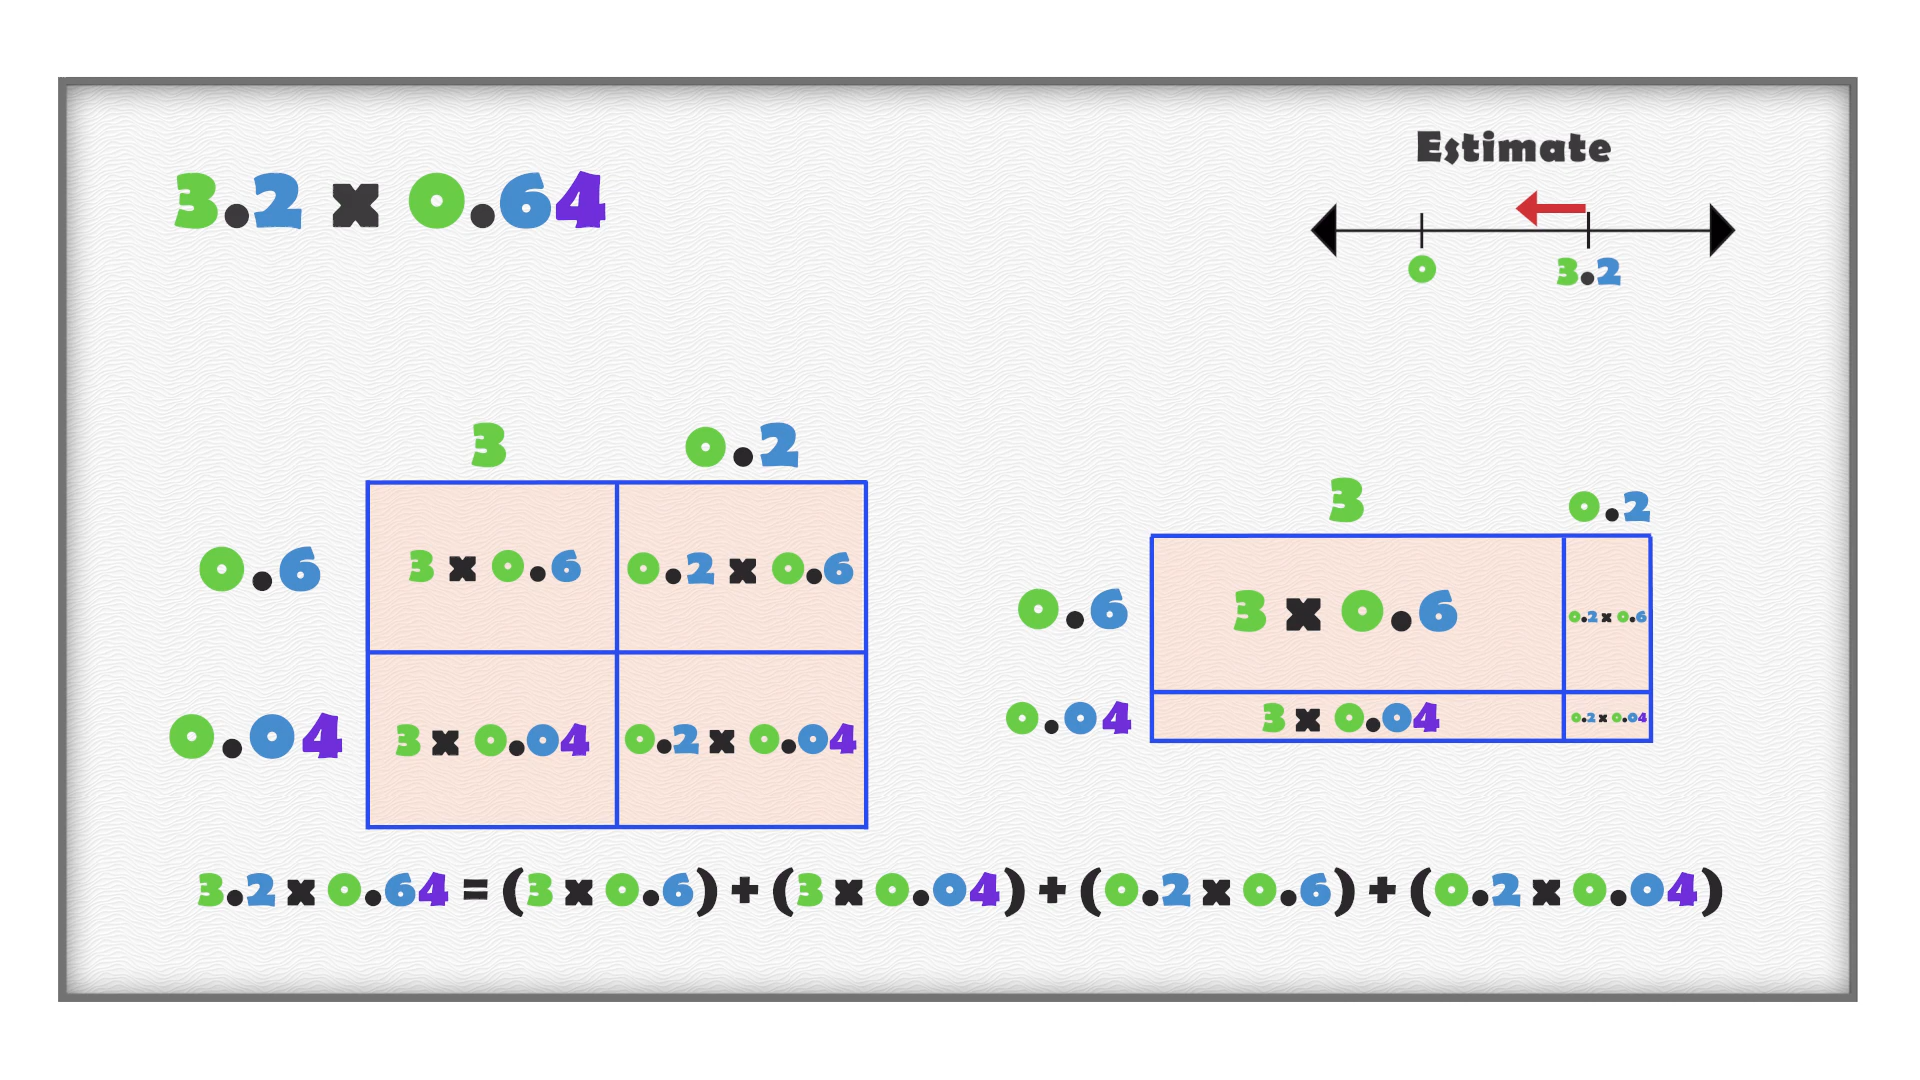 3.2 x 0.64
Estimate
0 3.2
3 0.2
0.6 3 x 0.6 0.2 x 0.6
0.04 3 x 0.04 0.2 x 0.04
3 0.2
0.6 3 x 0.6 0.2 x 0.6
0.04 3 x 0.04 0.2 x 0.04
3.2 x 0.64 = (3 x 0.6) + (3 x 0.04) + (0.2 x 0.6) + (0.2 x 0.04)